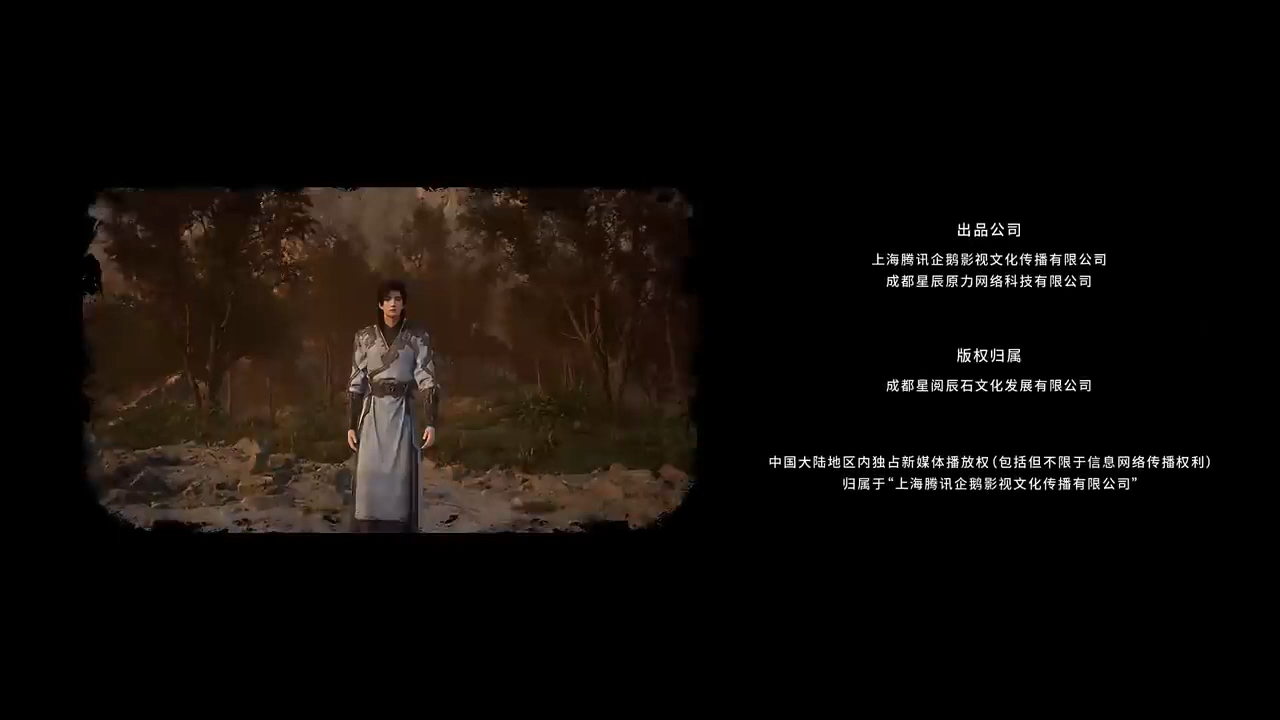 出品公司
上海腾讯企鹅影视文化传播有限公司
成都星辰原力网络科技有限公司
版权归属
成都星阅辰石文化发展有限公司
中国大陆地区内独占新媒体播放权（包括但不限于信息网络传播权利）
归属于“上海腾讯企鹅影视文化传播有限公司”